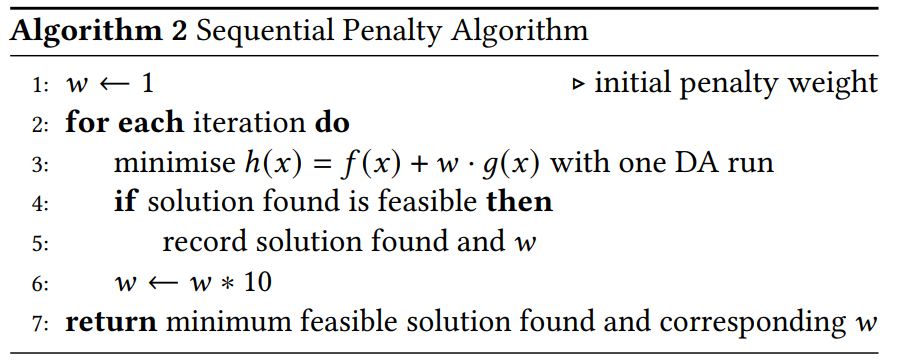 Algorithm 2 Sequential Penalty Algorithm
1: w ← 1 ▷ initial penalty weight
2: for each iteration do
3: minimise h(x) = f(x) + w · g(x) with one DA run
4: if solution found is feasible then
5: record solution found and w
6: w ← w * 10
7: return minimum feasible solution found and corresponding w